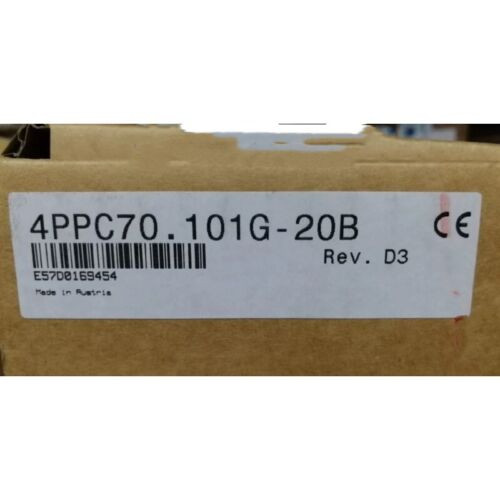 4PPC70.101G-20B
CE
Rev. D3
E57D0169454
Made in Austria